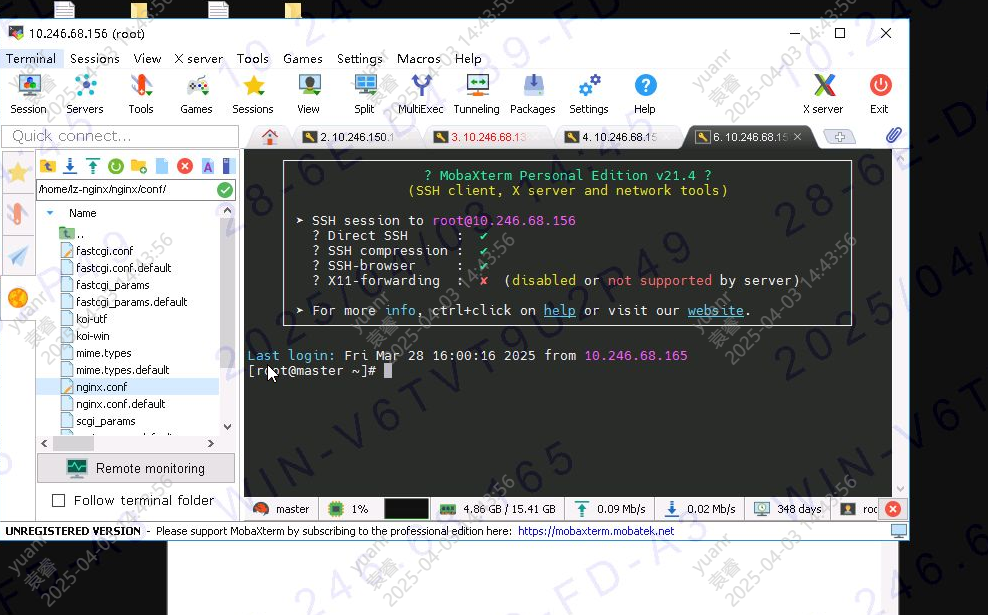 10.246.68.156 (root)
Terminal Sessions View X server Tools Games Settings Macros Help
Session Servers Tools Games Sessions View Split MultiExec Tunneling Packages Settings Help X server Exit
Quick connect...
2. 10.246.150.1
3. 10.246.68.13
4. 10.246.68.15
6. 10.246.68.15
/home/lz-nginx/nginx/conf/
Name
..
fastcgi.conf
fastcgi.conf.default
fastcgi_params
fastcgi_params.default
koi-utf
koi-win
mime.types
mime.types.default
nginx.conf
nginx.conf.default
scgi_params
Remote monitoring
Follow terminal folder
? MobaXterm Personal Edition v21.4 ?
(SSH client, X server and network tools)
➤ SSH session to root@10.246.68.156
? Direct SSH : ✔
? SSH compression : ✔
? SSH-browser : ✔
? X11-forwarding : ✘ (disabled or not supported by server)
➤ For more info, ctrl+click on help or visit our website.
Last login: Fri Mar 28 16:00:16 2025 from 10.246.68.165
[root@master ~]#
master 1% 4.86 GB / 15.41 GB 0.09 Mb/s 0.02 Mb/s 348 days
UNREGISTERED VERSION - Please support MobaXterm by subscribing to the professional edition here: https://mobaxterm.mobatek.net
yuanr
袁睿
2025-04-03 14:43:56